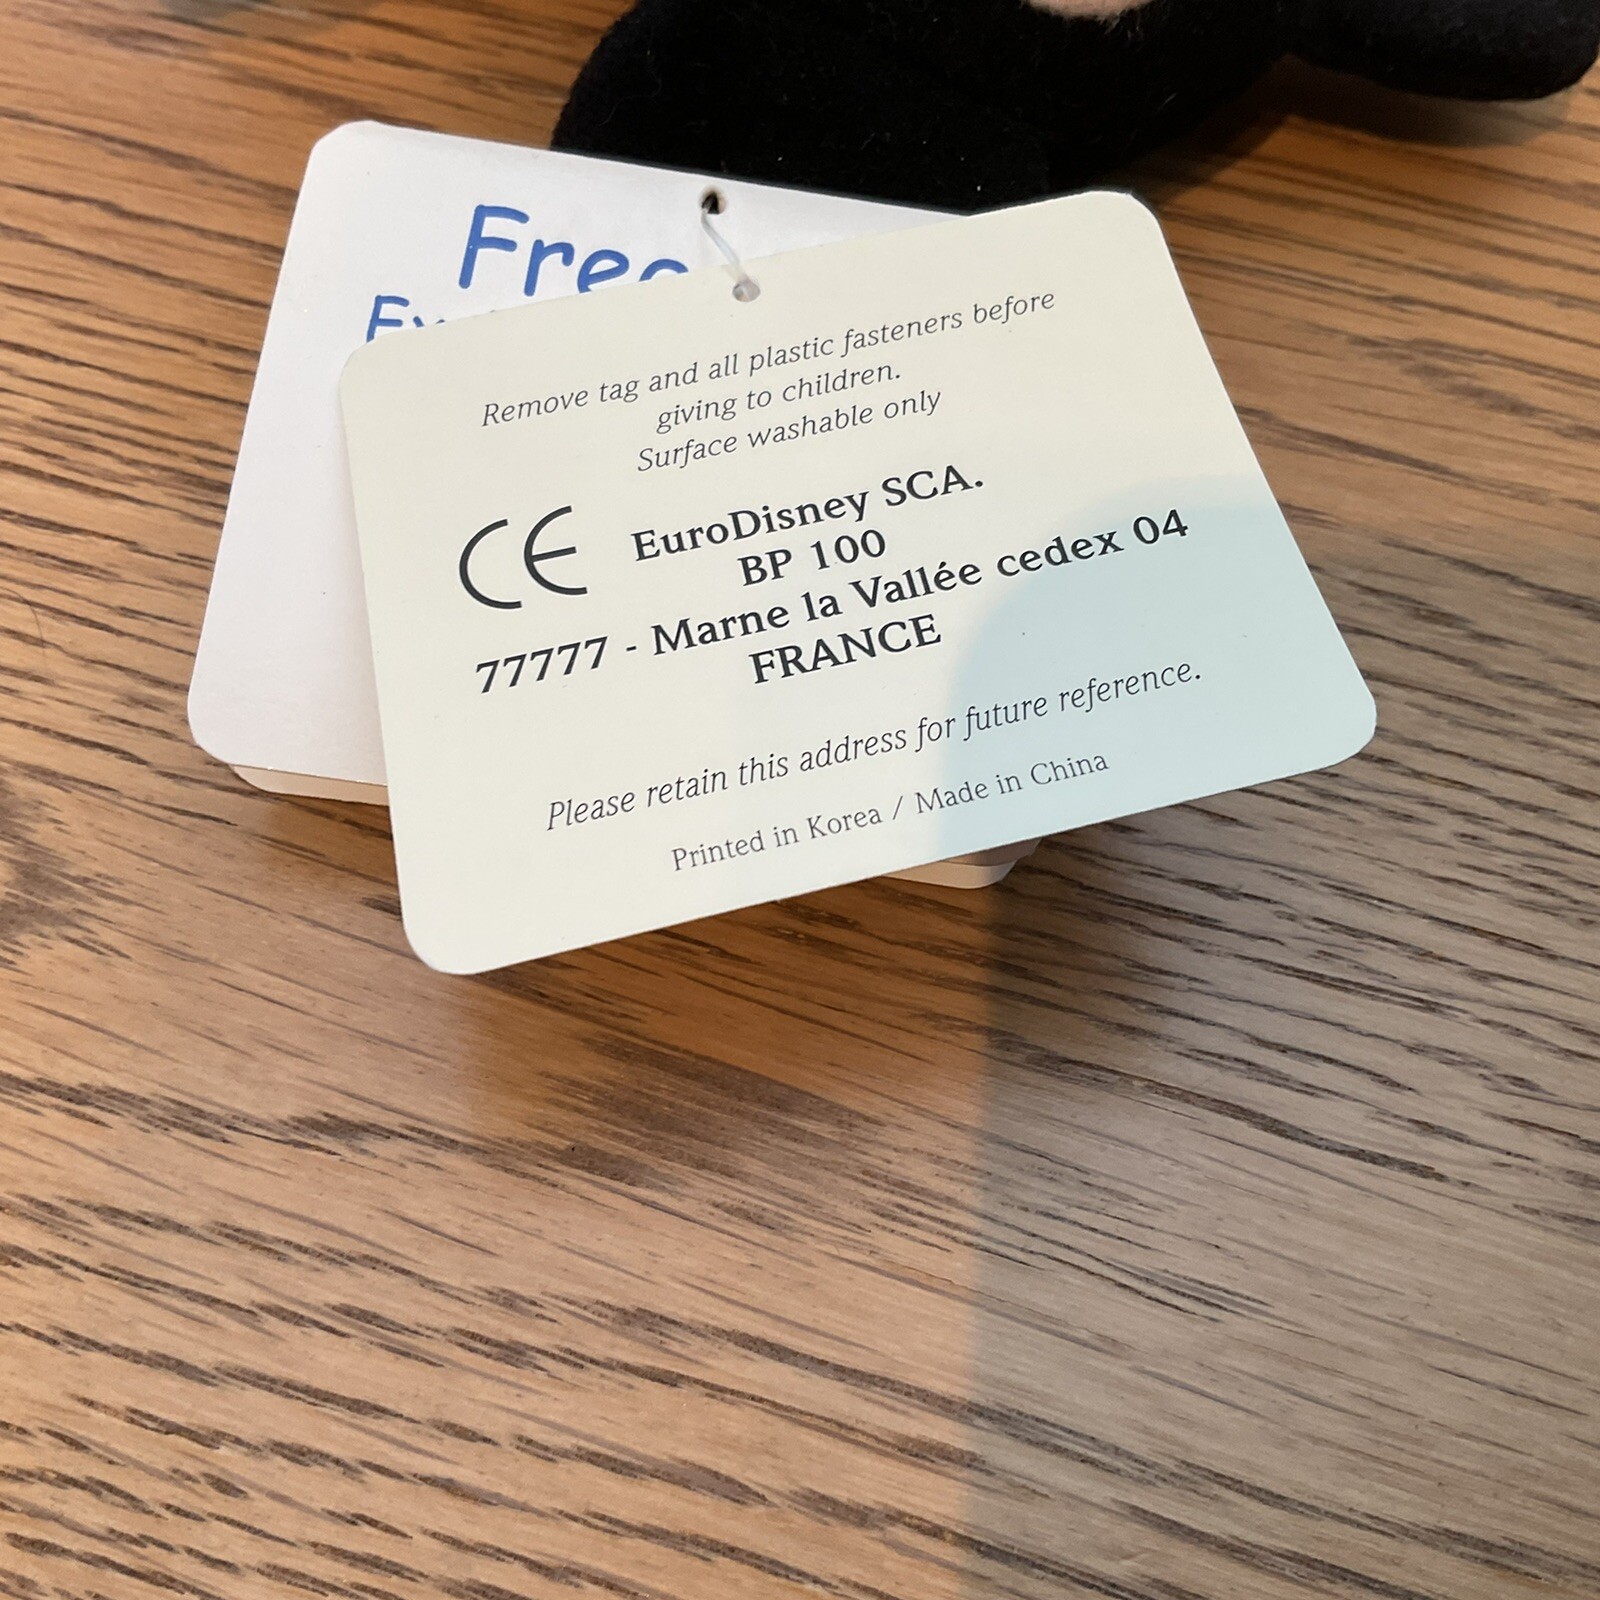 Remove tag and all plastic fasteners before
giving to children.
Surface washable only
CE
EuroDisney SCA.
BP 100
77777 - Marne la Vallée cedex 04
FRANCE
Please retain this address for future reference.
Printed in Korea / Made in China